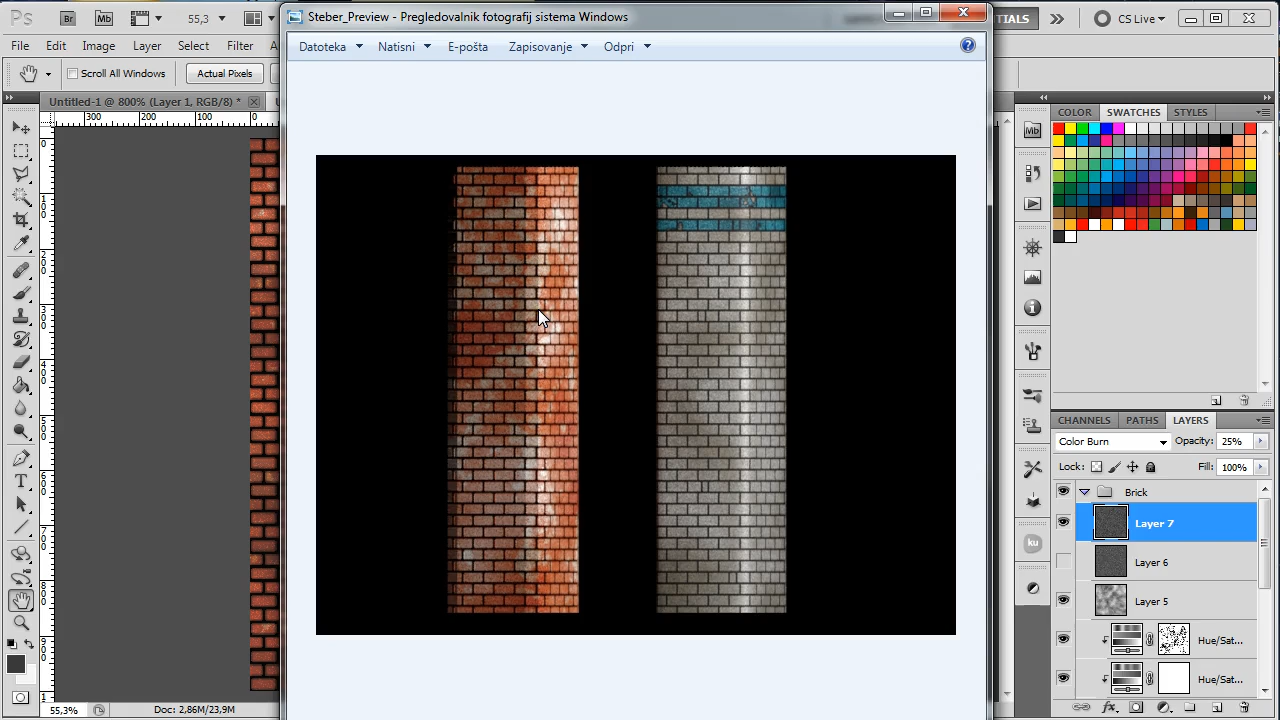 Ps Br Mb 55,3
Steber_Preview - Pregledovalnik fotografij sistema Windows
CS Live
File Edit Image Layer Select Filter
Datoteka Natisni E-pošta Zapisovanje Odpri
Scroll All Windows Actual Pixels
Untitled-1 @ 800% (Layer 1, RGB/8) *
300 200 100 0
COLOR SWATCHES STYLES
Mb
CHANNELS PATHS LAYERS
Color Burn Opacity: 25%
Lock: Fill: 100%
Brick
Layer 7
ku
Layer 6
Layer 5
Hue/Sat...
Hue/Sat...
55,3% Doc: 2,86M/23,9M